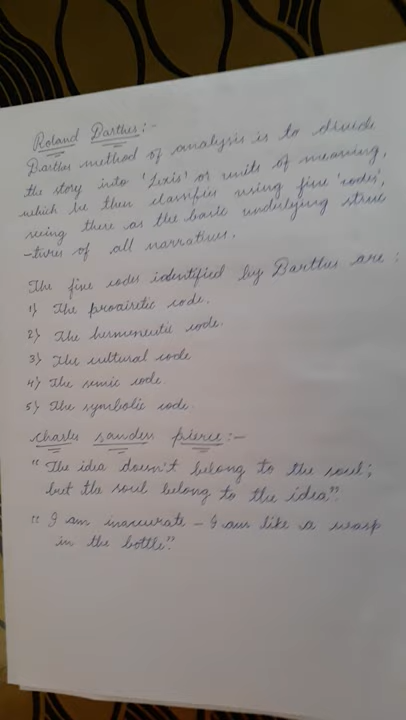 Roland Barthes:-
Barthes method of analysis is to divide
the story into 'Lexis' or units of meaning,
which he then classifies using five 'codes',
seeing these as the basic underlying struc
-tures of all narratives.
The five codes identified by Barthes are:
1) The proairetic code.
2) The hermeneutic code.
3) The cultural code
4) The semic code.
5) The symbolic code.
Charles sanders pierce:-
"The idea doesn't belong to the soul;
but the soul belong to the idea".
"I am inaccurate - I am like a wasp
in the bottle".